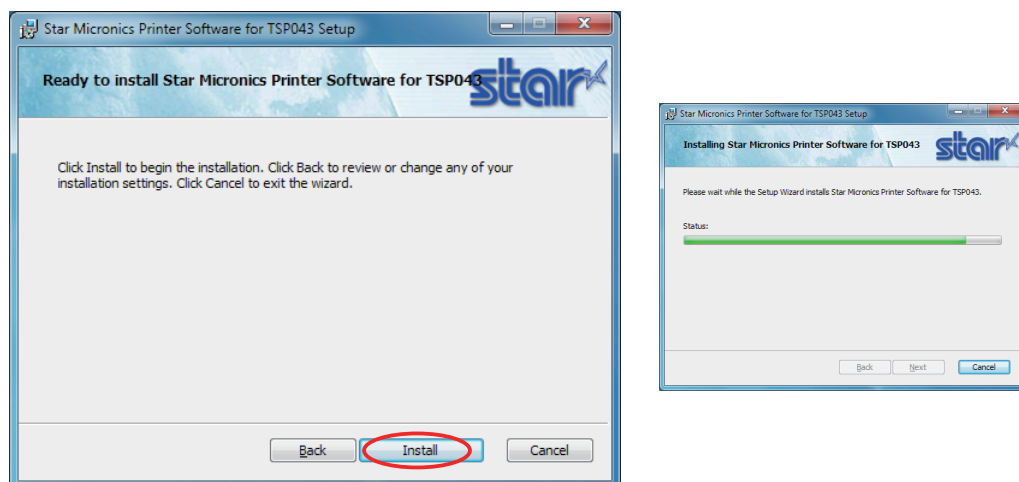 Star Micronics Printer Software for TSP043 Setup
Ready to install Star Micronics Printer Software for TSP043
star
Click Install to begin the installation. Click Back to review or change any of your
installation settings. Click Cancel to exit the wizard.
Back
Install
Cancel
Star Micronics Printer Software for TSP043 Setup
Installing Star Micronics Printer Software for TSP043
star
Please wait while the Setup Wizard installs Star Micronics Printer Software for TSP043.
Status:
Back
Next
Cancel